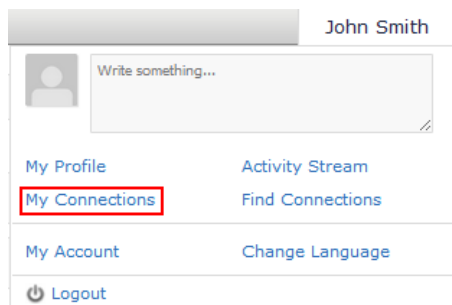 John Smith
Write something...
My Profile Activity Stream
My Connections Find Connections
My Account Change Language
Logout